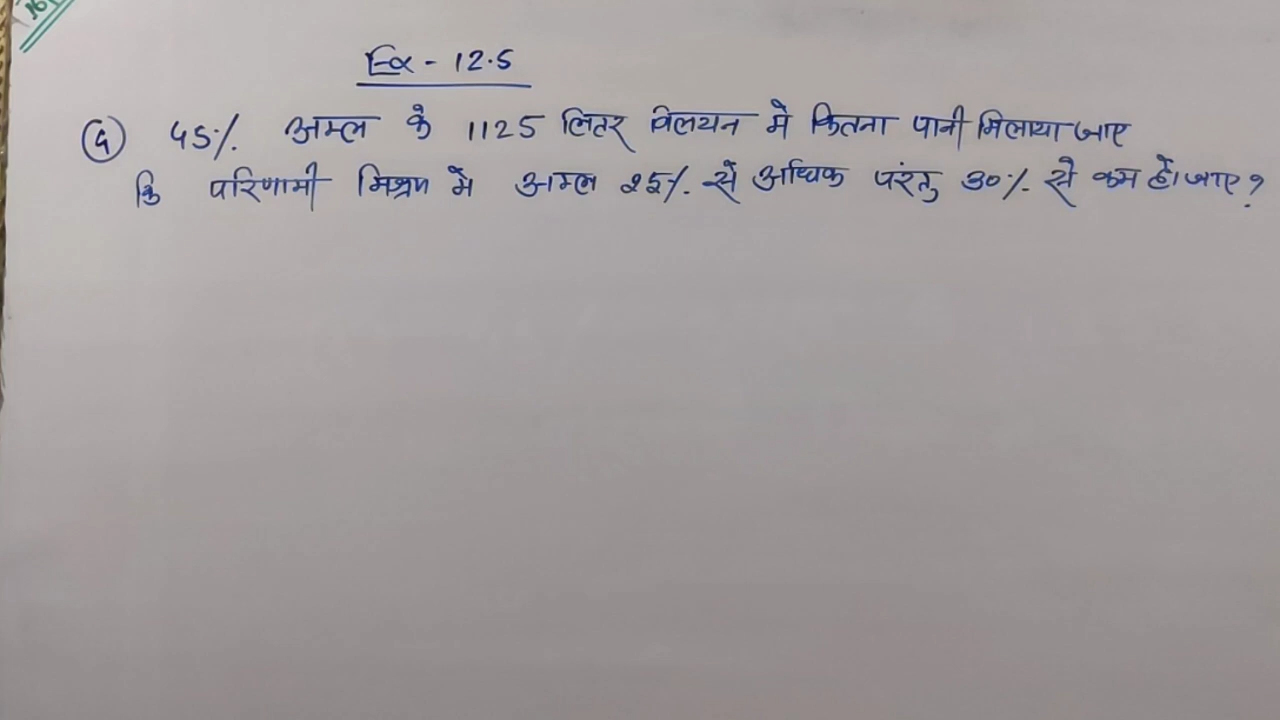 Ex - 12.5
(4) 45% अम्ल के 1125 लिटर विलयन मे कितना पानी मिलाया जाए
कि परिणामी मिश्रण मे अम्ल 25% से अधिक परंतु 30% से कम हो जाए ?